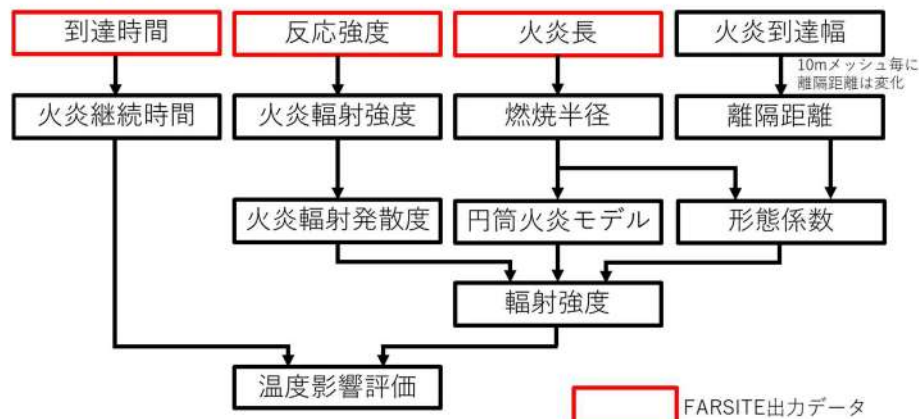 到達時間
反応強度
火炎長
火炎到達幅
10mメッシュ毎に
離隔距離は変化
火炎継続時間
火炎輻射強度
燃焼半径
離隔距離
火炎輻射発散度
円筒火炎モデル
形態係数
輻射強度
温度影響評価
FARSITE出力データ